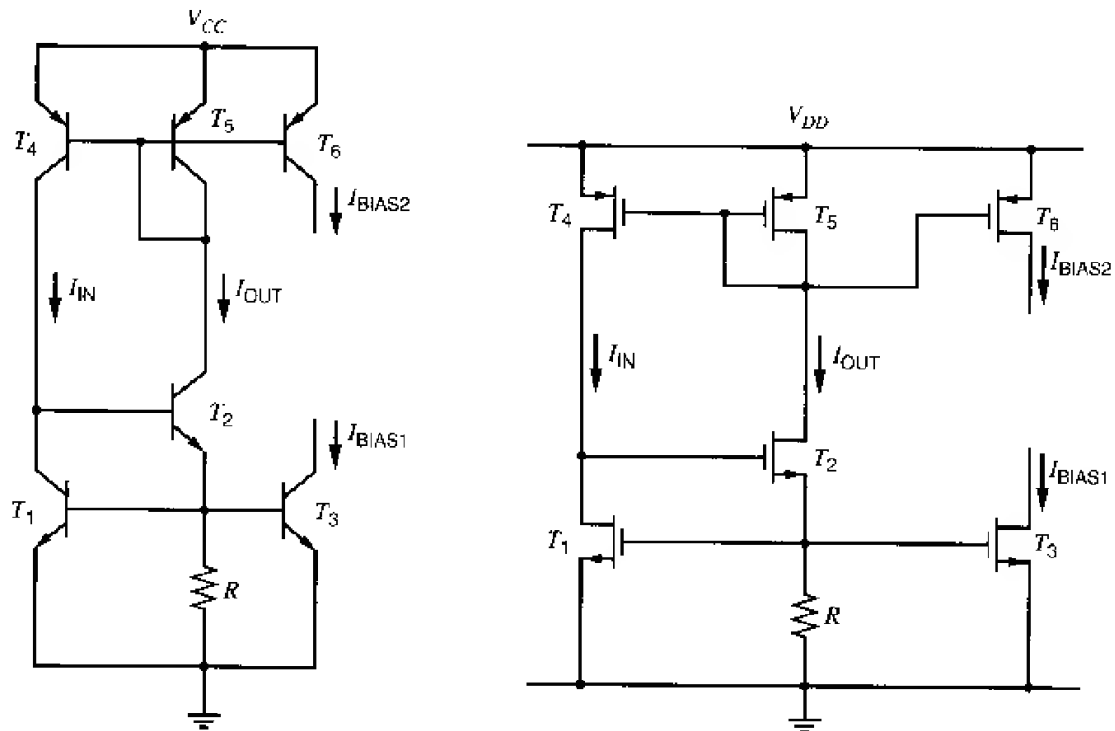 V_CC
T_4
T_5
T_6
I_BIAS2
I_IN
I_OUT
T_2
I_BIAS1
T_1
T_3
R
V_DD
T_4
T_5
T_6
I_BIAS2
I_IN
I_OUT
T_2
I_BIAS1
T_1
T_3
R